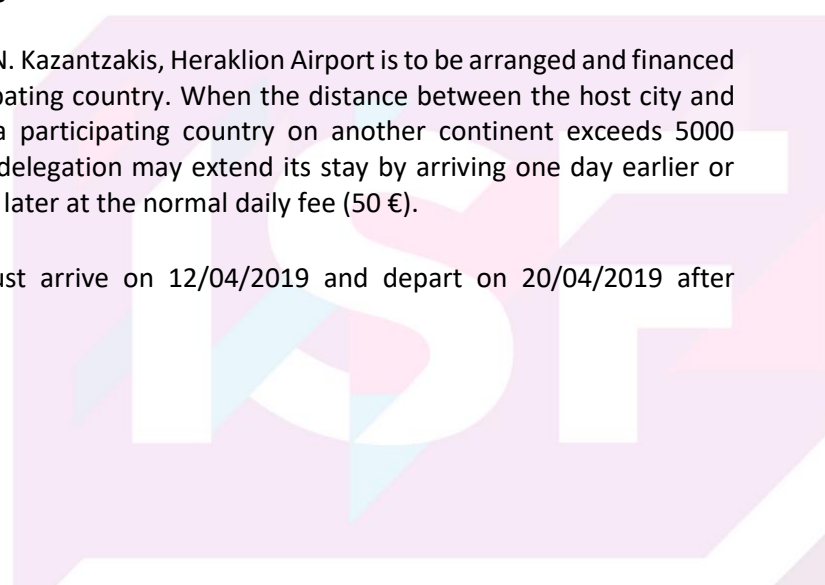 N. Kazantzakis, Heraklion Airport is to be arranged and financed
pating country. When the distance between the host city and
a participating country on another continent exceeds 5000
delegation may extend its stay by arriving one day earlier or
later at the normal daily fee (50 €).
ust arrive on 12/04/2019 and depart on 20/04/2019 after
ISF